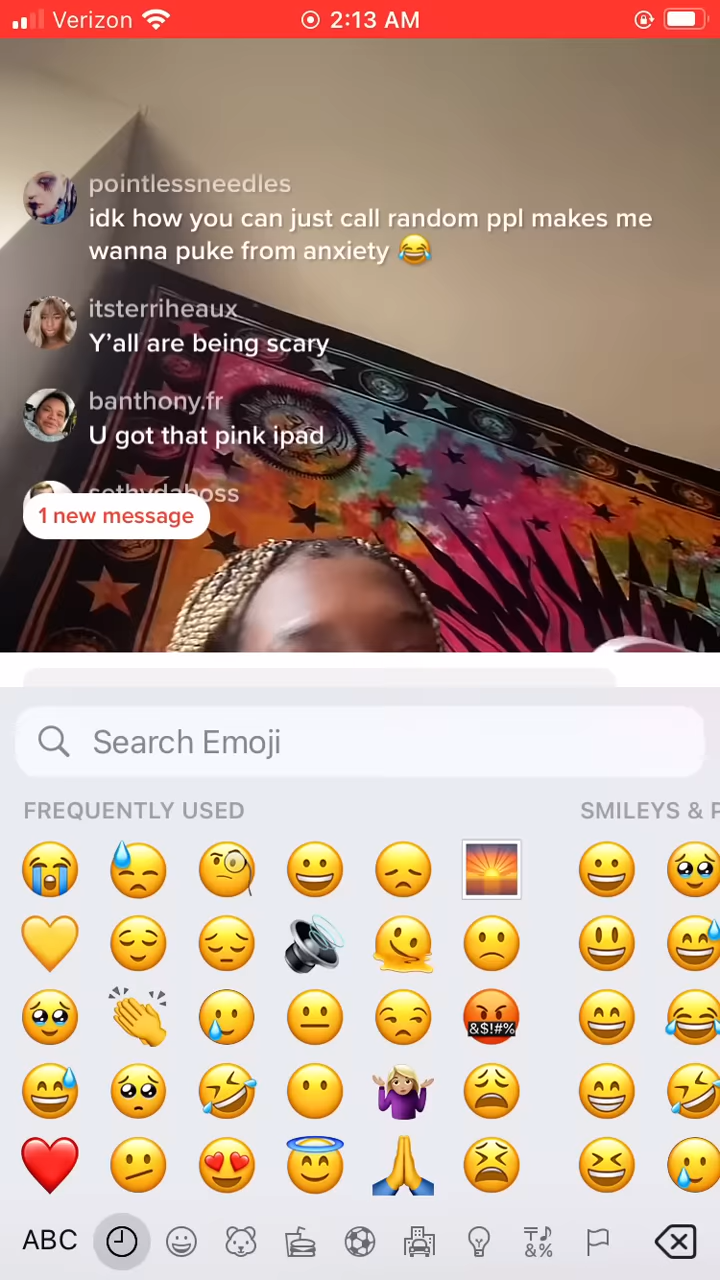 Verizon 2:13 AM
pointlessneedles
idk how you can just call random ppl makes me
wanna puke from anxiety 😂
itsterriheaux
Y'all are being scary
banthony.fr
U got that pink ipad
sethydaboss
1 new message
Search Emoji
FREQUENTLY USED SMILEYS & P
&$!#%
ABC
&%